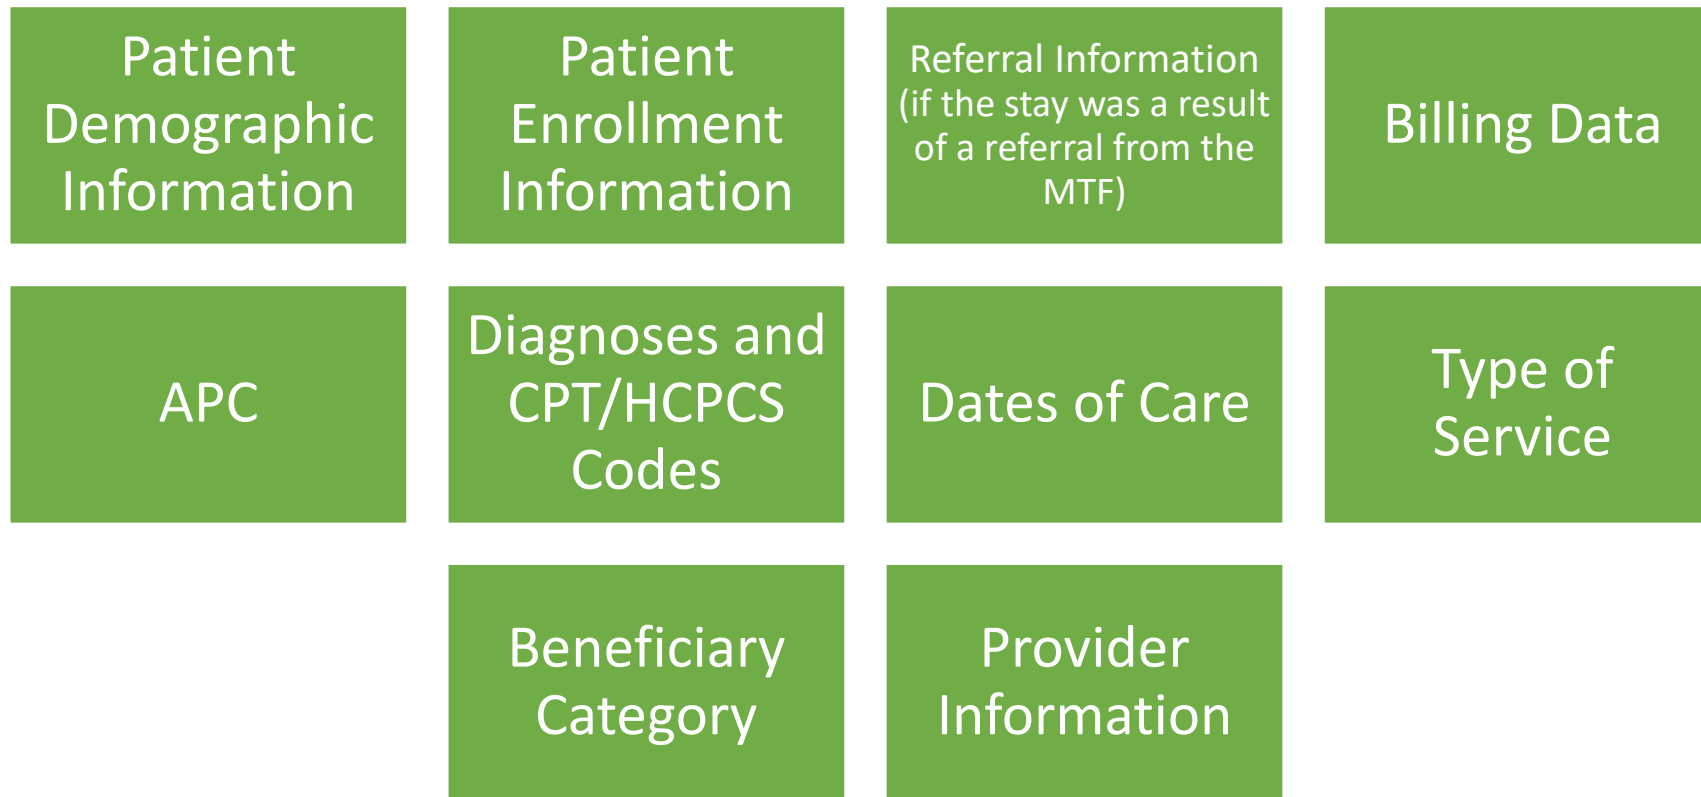 Patient
Demographic
Information
Patient
Enrollment
Information
Referral Information
(if the stay was a result
of a referral from the
MTF)
Billing Data
APC
Diagnoses and
CPT/HCPCS
Codes
Dates of Care
Type of
Service
Beneficiary
Category
Provider
Information